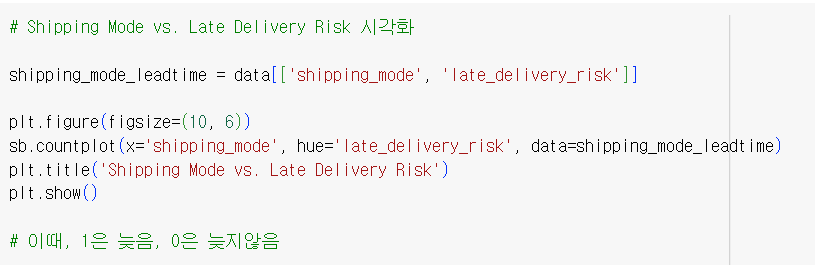 # Shipping Mode vs. Late Delivery Risk 시각화
shipping_mode_leadtime = data[['shipping_mode', 'late_delivery_risk']]
plt.figure(figsize=(10, 6))
sb.countplot(x='shipping_mode', hue='late_delivery_risk', data=shipping_mode_leadtime)
plt.title('Shipping Mode vs. Late Delivery Risk')
plt.show()
# 이때, 1은 늦음, 0은 늦지않음